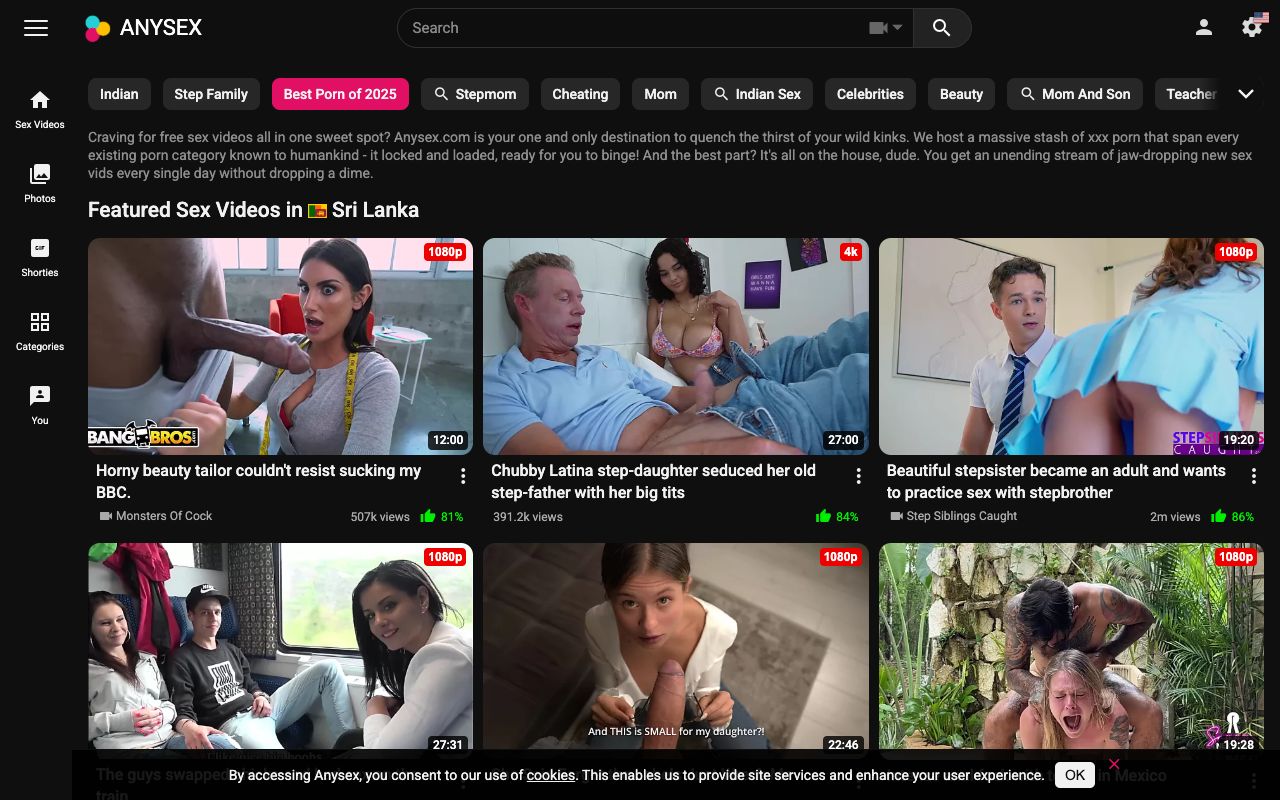 ANYSEX
Search
Indian
Step Family
Best Porn of 2025
Stepmom
Cheating
Mom
Indian Sex
Celebrities
Beauty
Mom And Son
Teacher
Sex Videos
Photos
GIF
Shorties
Categories
You
Craving for free sex videos all in one sweet spot? Anysex.com is your one and only destination to quench the thirst of your wild kinks. We host a massive stash of xxx porn that span every
existing porn category known to humankind - it locked and loaded, ready for you to binge! And the best part? It's all on the house, dude. You get an unending stream of jaw-dropping new sex
vids every single day without dropping a dime.
Featured Sex Videos in Sri Lanka
1080p
BANG BROS.com
12:00
Horny beauty tailor couldn't resist sucking my
BBC.
Monsters Of Cock
507k views
81%
4k
GIRLS JUST
WANNA
HAVE FUN
27:00
Chubby Latina step-daughter seduced her old
step-father with her big tits
391.2k views
84%
1080p
19:20
Beautiful stepsister became an adult and wants
to practice sex with stepbrother
Step Siblings Caught
2m views
86%
1080p
27:31
The guys swapped
train
1080p
And THIS is SMALL for my daughter?!
22:46
1080p
19:28
in Mexico
By accessing Anysex, you consent to our use of cookies. This enables us to provide site services and enhance your user experience.
OK